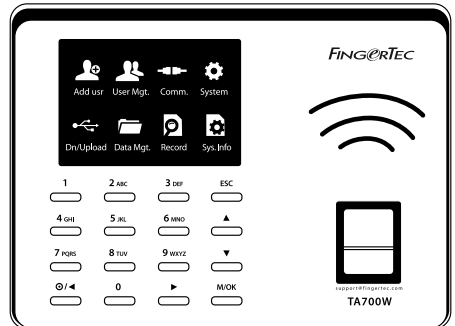 FINGERTEC
Add usr User Mgt. Comm. System
Dn/Upload Data Mgt. Record Sys.Info
1 2 ABC 3 DEF ESC
4 GHI 5 JKL 6 MNO ▲
7 PQRS 8 TUV 9 WXYZ ▼
/◄ 0 ► M/OK
support@fingertec.com
TA700W